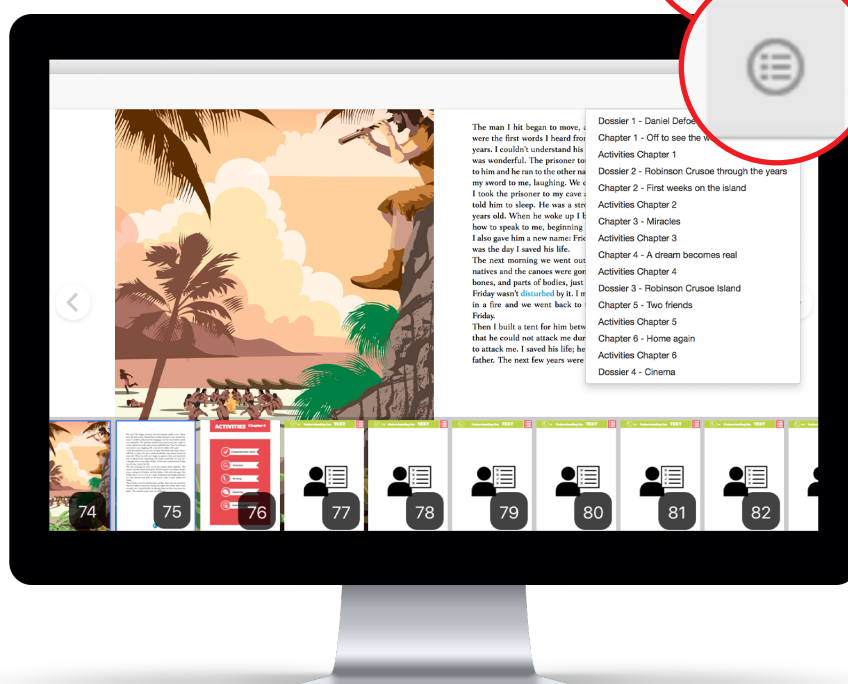 The man I hit began to move, a
were the first words I heard fro
years. I couldn't understand his
was wonderful. The prisoner to
to him and he ran to the other na
my sword to me, laughing. We c
I took the prisoner to my cave a
told him to sleep. He was a stro
years old. When he woke up I b
how to speak to me, beginning
I also gave him a new name: Frid
was the day I saved his life.
The next morning we went out
natives and the canoes were gon
bones, and parts of bodies, just
Friday wasn't disturbed by it. I m
in a fire and we went back to
Friday.
Then I built a tent for him betw
that he could not attack me dur
to attack me. I saved his life; he
father. The next few years were
Dossier 1 - Daniel Defoe
Chapter 1 - Off to see the w
Activities Chapter 1
Dossier 2 - Robinson Crusoe through the years
Chapter 2 - First weeks on the island
Activities Chapter 2
Chapter 3 - Miracles
Activities Chapter 3
Chapter 4 - A dream becomes real
Activities Chapter 4
Dossier 3 - Robinson Crusoe Island
Chapter 5 - Two friends
Activities Chapter 5
Chapter 6 - Home again
Activities Chapter 6
Dossier 4 - Cinema
ACTIVITIES Chapter
TEXT TEXT TEXT TEXT TEXT TEXT
74 75 76 77 78 79 80 81 82